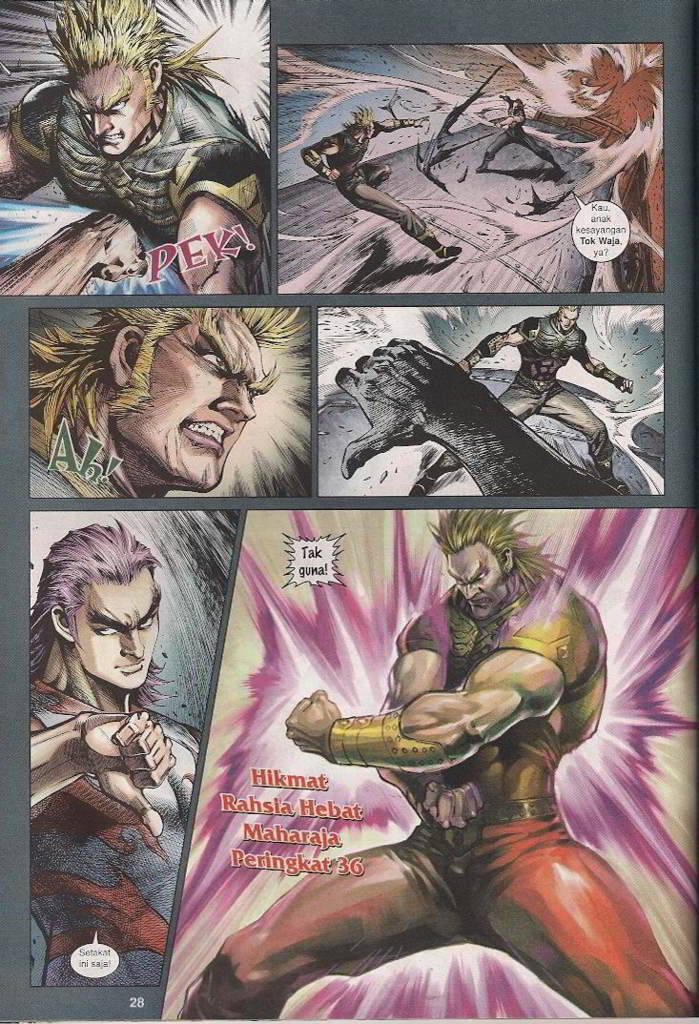 PEK!
Kau,
anak
kesayangan
Tok Waja,
ya?
Ah!
Setakat
ini saja!
Tak
guna!
Hikmat
Rahsia Hebat
Maharaja
Peringkat 36
28